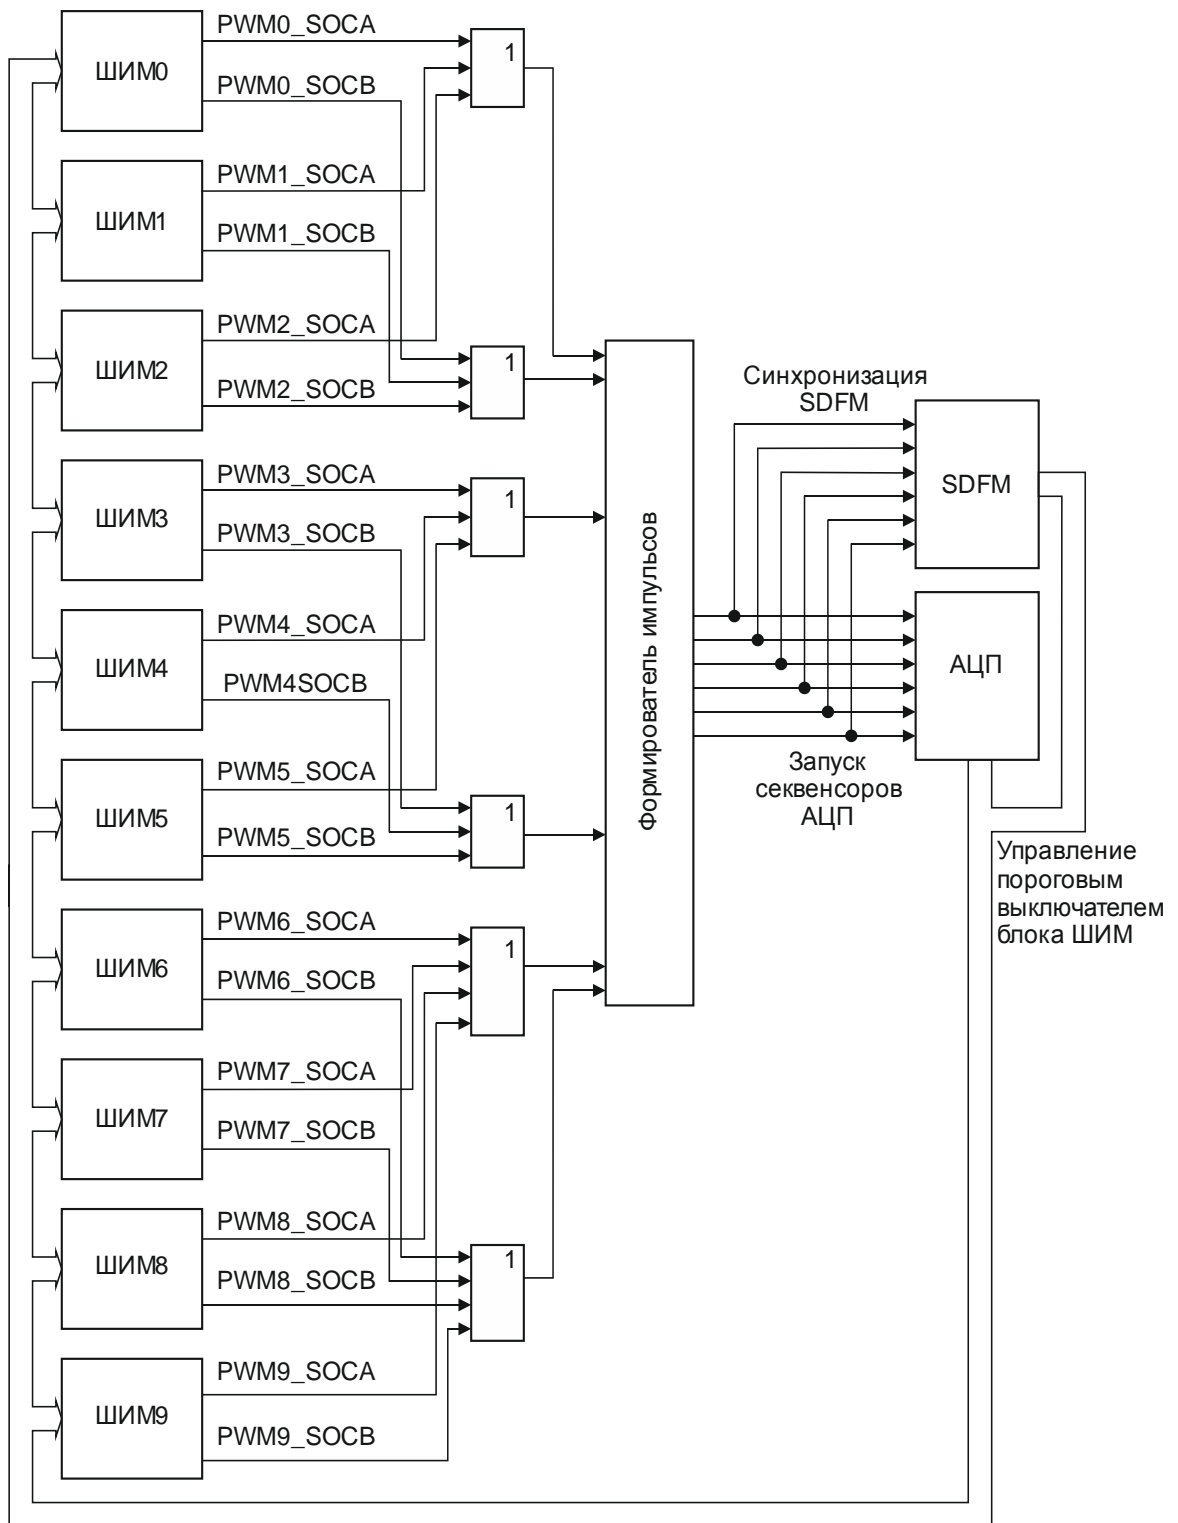 ШИМ0
PWM0_SOCA
PWM0_SOCB
1
ШИМ1
PWM1_SOCA
PWM1_SOCB
ШИМ2
PWM2_SOCA
PWM2_SOCB
1
ШИМ3
PWM3_SOCA
PWM3_SOCB
1
ШИМ4
PWM4_SOCA
PWM4SOCB
ШИМ5
PWM5_SOCA
PWM5_SOCB
1
ШИМ6
PWM6_SOCA
PWM6_SOCB
1
ШИМ7
PWM7_SOCA
PWM7_SOCB
ШИМ8
PWM8_SOCA
PWM8_SOCB
1
ШИМ9
PWM9_SOCA
PWM9_SOCB
Формирователь импульсов
Синхронизация
SDFM
SDFM
АЦП
Запуск
секвенсоров
АЦП
Управление
пороговым
выключателем
блока ШИМ